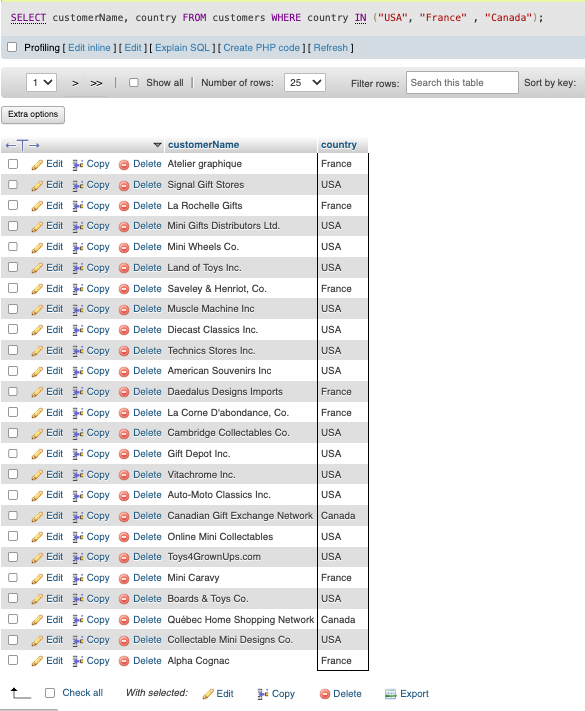 SELECT customerName, country FROM customers WHERE country IN ("USA", "France" , "Canada");
Profiling [ Edit inline ] [ Edit ] [ Explain SQL ] [ Create PHP code ] [ Refresh ]
1 > >> | Show all | Number of rows: 25 Filter rows: Search this table Sort by key:
Extra options
←T→ customerName country
Edit Copy Delete Atelier graphique France
Edit Copy Delete Signal Gift Stores USA
Edit Copy Delete La Rochelle Gifts France
Edit Copy Delete Mini Gifts Distributors Ltd. USA
Edit Copy Delete Mini Wheels Co. USA
Edit Copy Delete Land of Toys Inc. USA
Edit Copy Delete Saveley & Henriot, Co. France
Edit Copy Delete Muscle Machine Inc USA
Edit Copy Delete Diecast Classics Inc. USA
Edit Copy Delete Technics Stores Inc. USA
Edit Copy Delete American Souvenirs Inc USA
Edit Copy Delete Daedalus Designs Imports France
Edit Copy Delete La Corne D'abondance, Co. France
Edit Copy Delete Cambridge Collectables Co. USA
Edit Copy Delete Gift Depot Inc. USA
Edit Copy Delete Vitachrome Inc. USA
Edit Copy Delete Auto-Moto Classics Inc. USA
Edit Copy Delete Canadian Gift Exchange Network Canada
Edit Copy Delete Online Mini Collectables USA
Edit Copy Delete Toys4GrownUps.com USA
Edit Copy Delete Mini Caravy France
Edit Copy Delete Boards & Toys Co. USA
Edit Copy Delete Québec Home Shopping Network Canada
Edit Copy Delete Collectable Mini Designs Co. USA
Edit Copy Delete Alpha Cognac France
Check all With selected: Edit Copy Delete Export